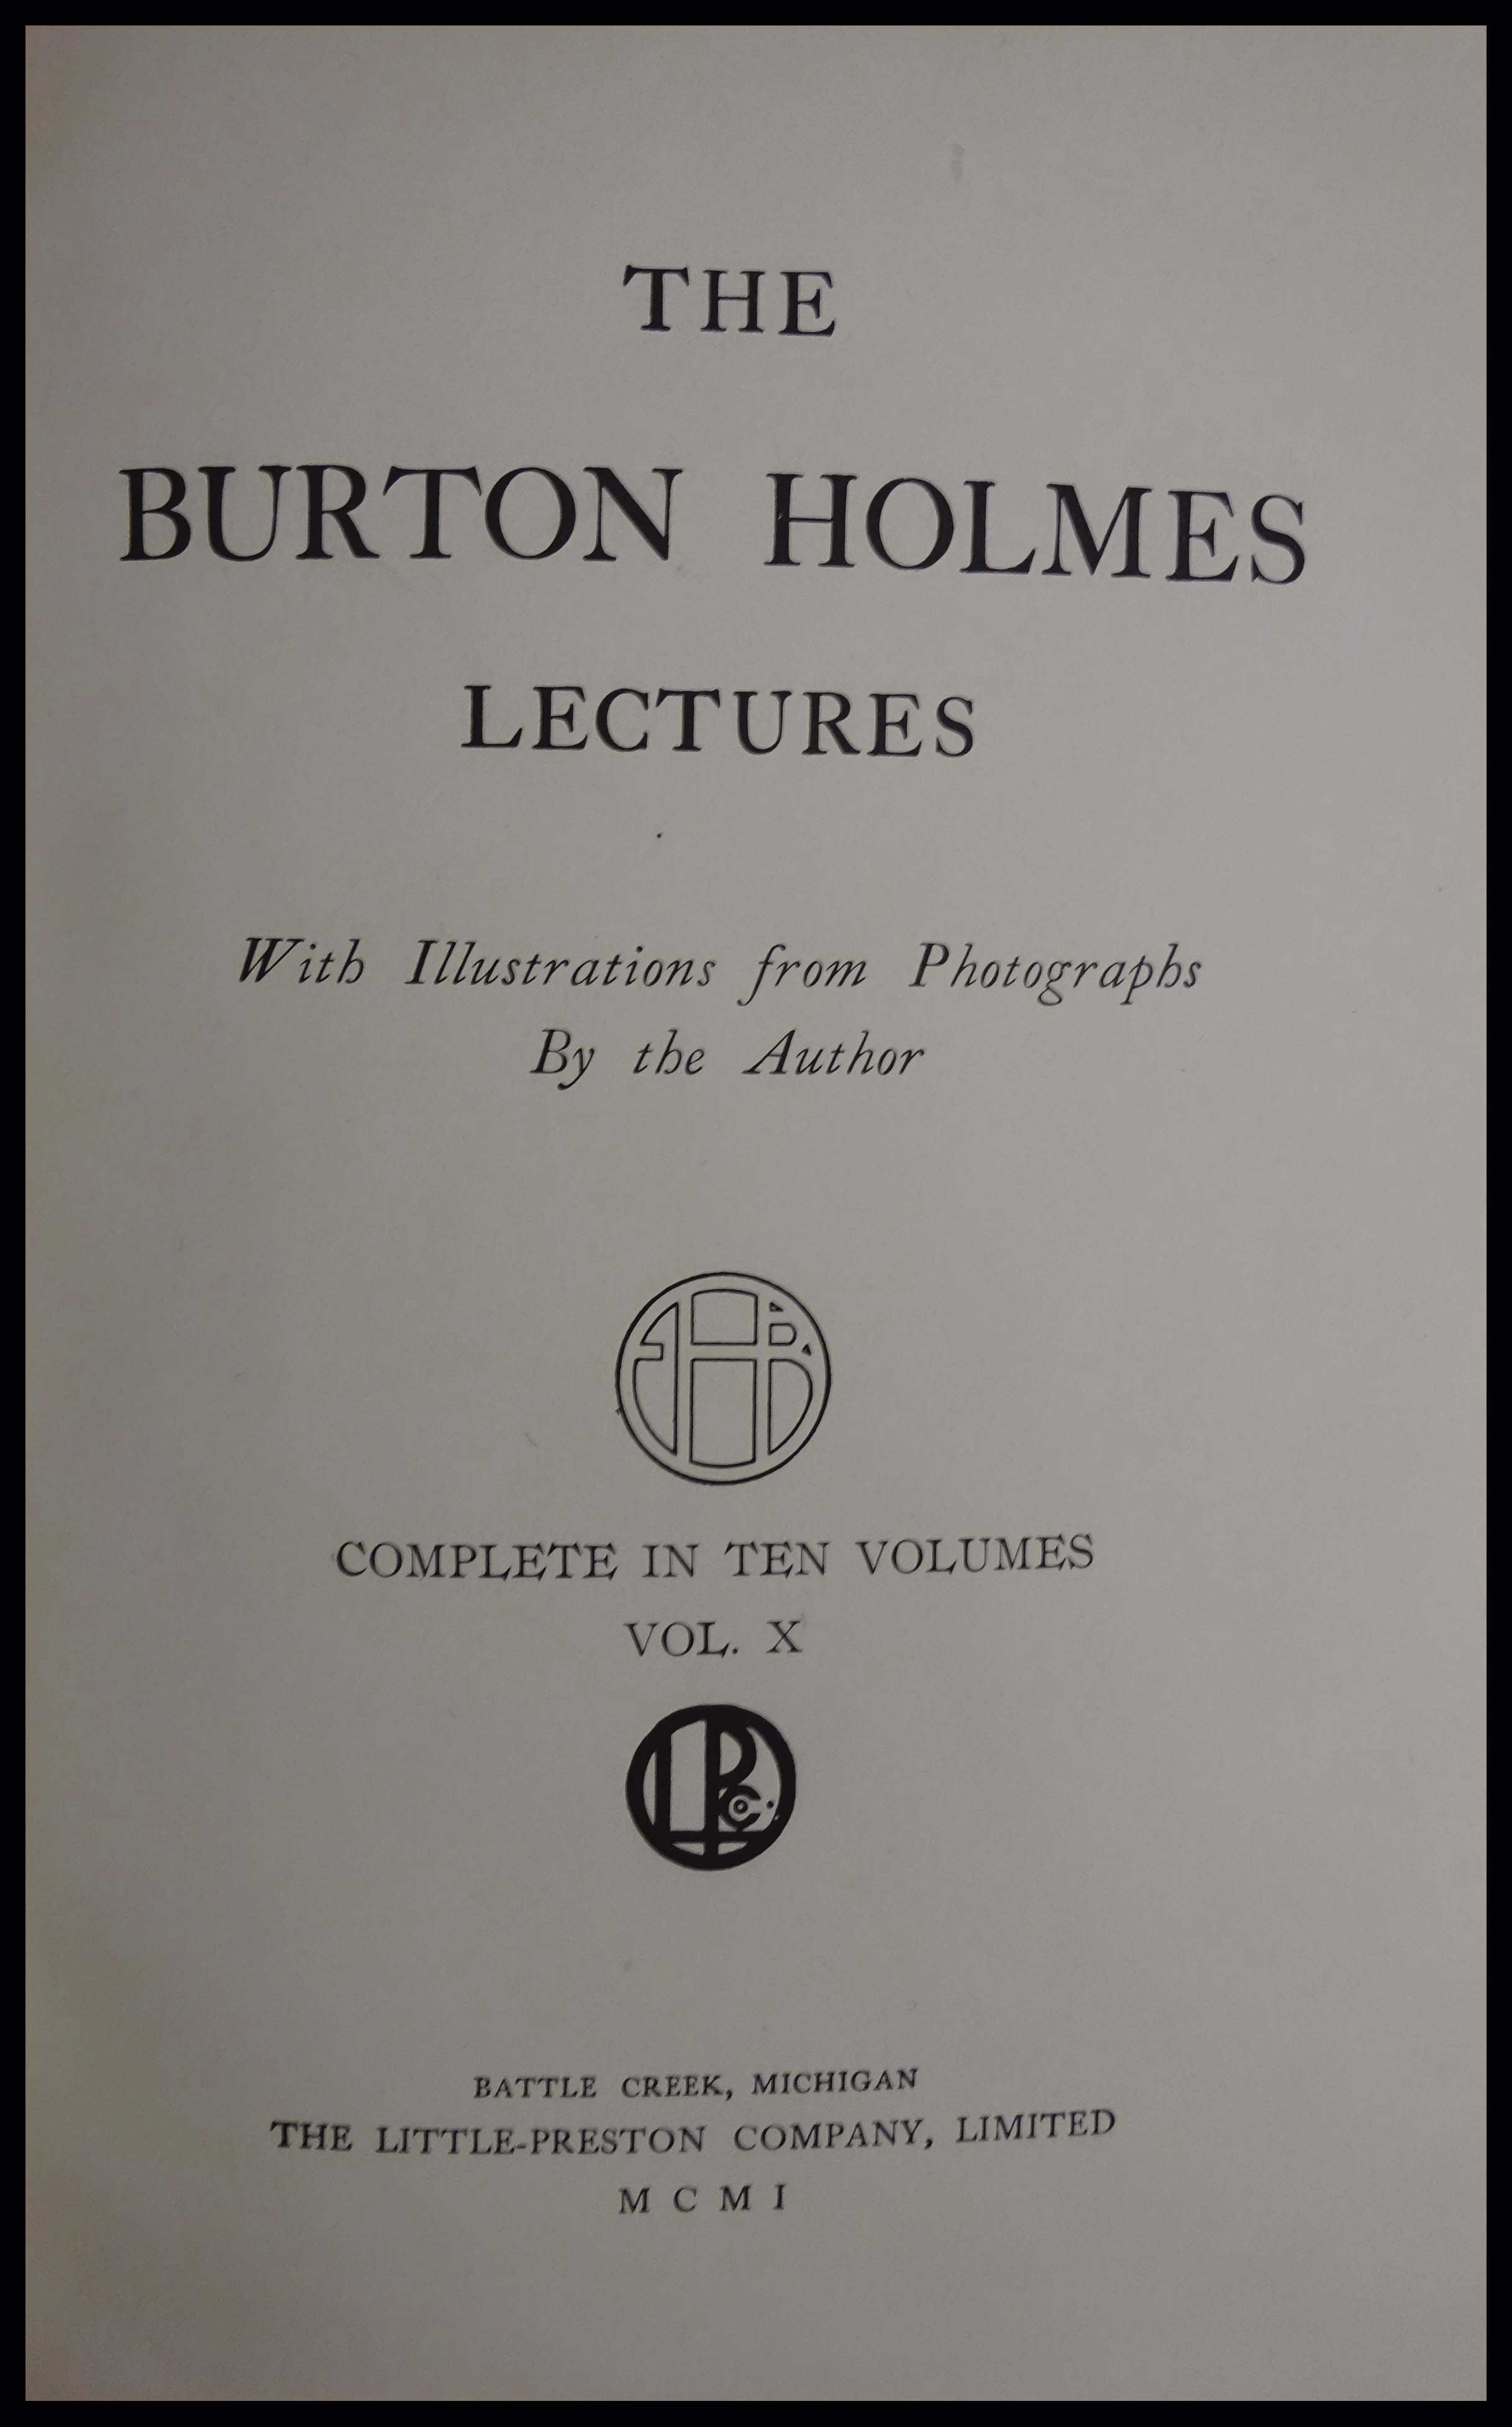 THE
BURTON HOLMES
LECTURES
With Illustrations from Photographs
By the Author
COMPLETE IN TEN VOLUMES
VOL. X
BATTLE CREEK, MICHIGAN
THE LITTLE-PRESTON COMPANY, LIMITED
M C M I